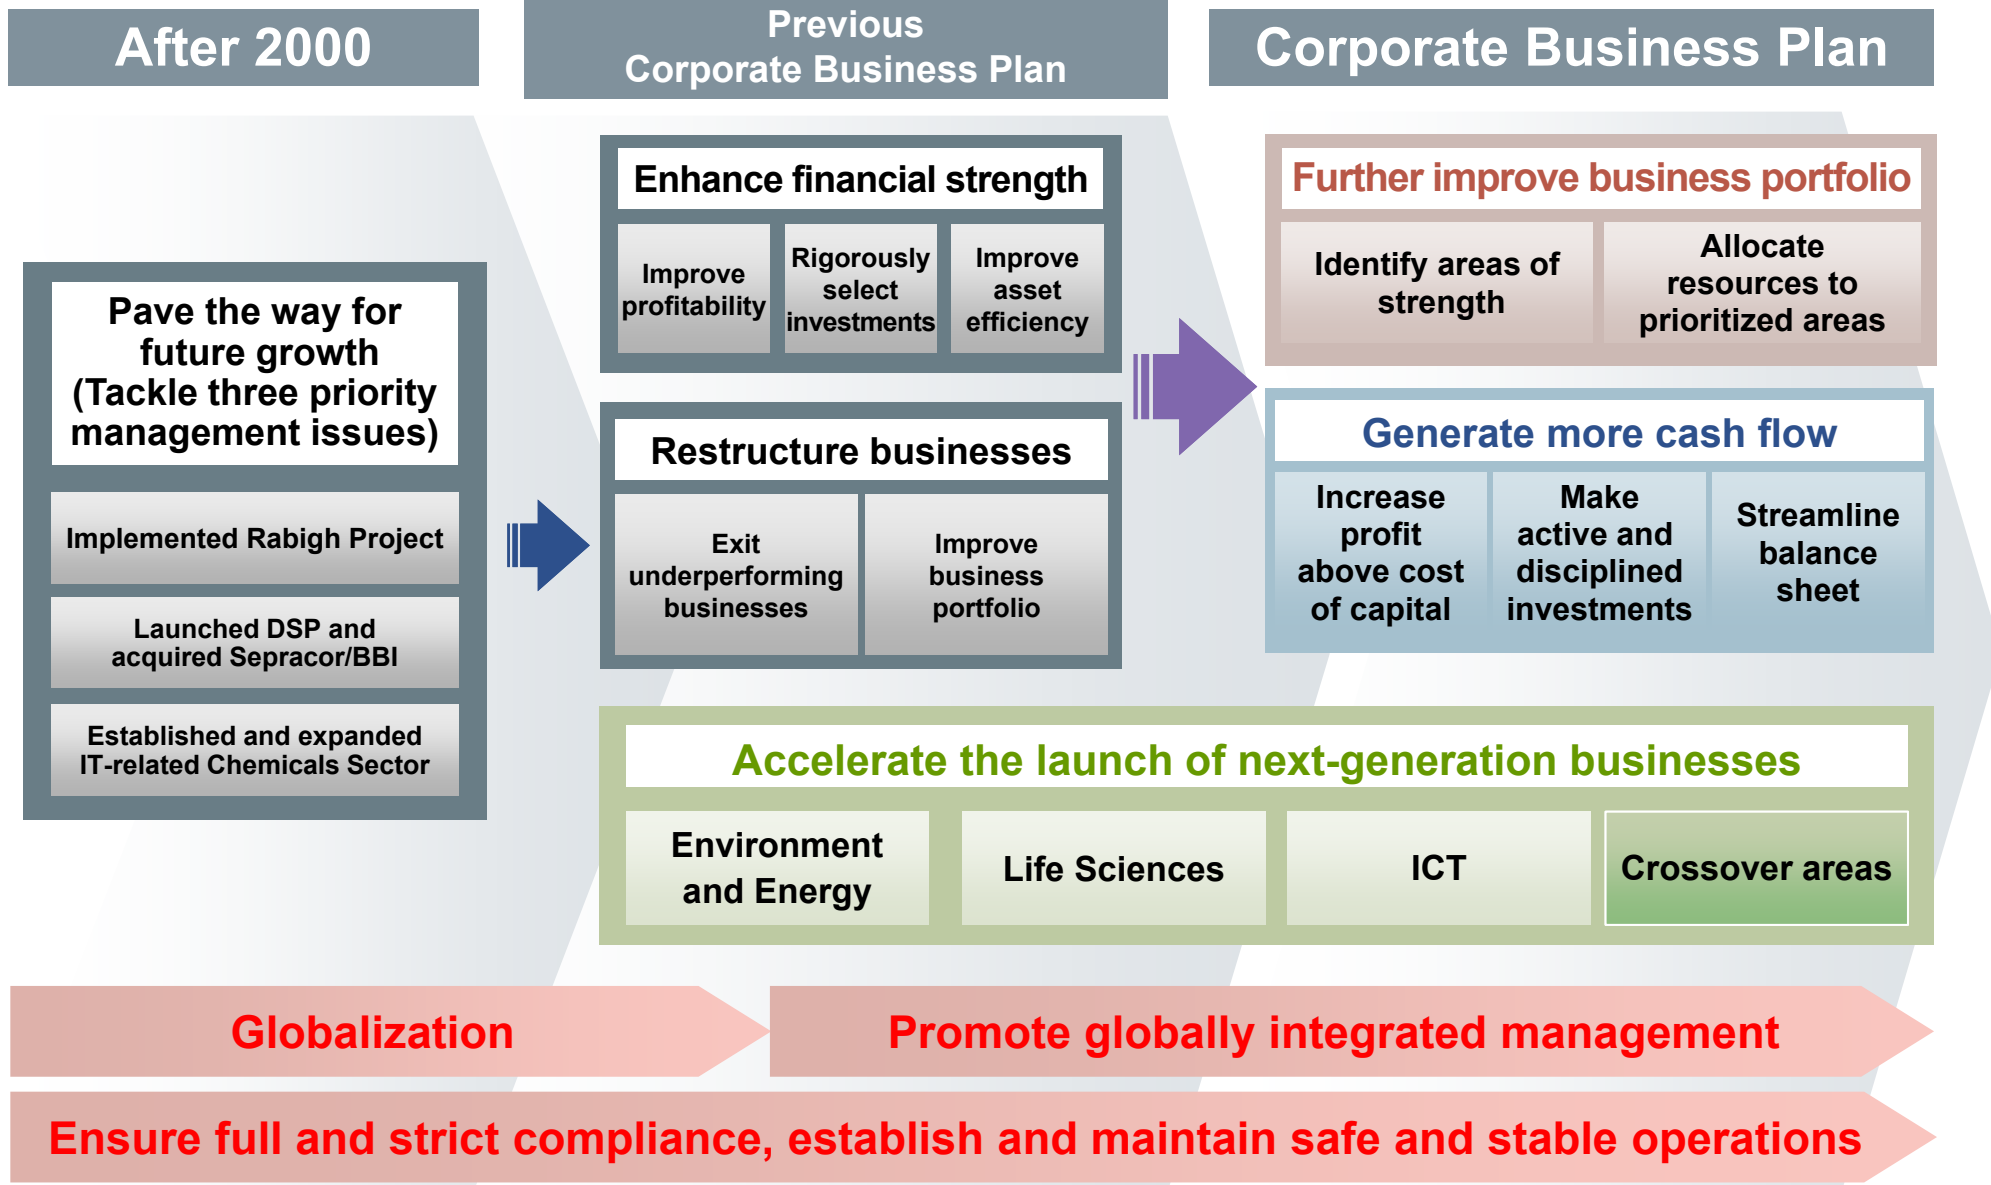 After 2000
Previous
Corporate Business Plan
Corporate Business Plan
Pave the way for
future growth
(Tackle three priority
management issues)
Implemented Rabigh Project
Launched DSP and
acquired Sepracor/BBI
Established and expanded
IT-related Chemicals Sector
Enhance financial strength
Improve
profitability
Rigorously
select
investments
Improve
asset
efficiency
Restructure businesses
Exit
underperforming
businesses
Improve
business
portfolio
Further improve business portfolio
Identify areas of
strength
Allocate
resources to
prioritized areas
Generate more cash flow
Increase
profit
above cost
of capital
Make
active and
disciplined
investments
Streamline
balance
sheet
Accelerate the launch of next-generation businesses
Environment
and Energy
Life Sciences
ICT
Crossover areas
Globalization
Promote globally integrated management
Ensure full and strict compliance, establish and maintain safe and stable operations